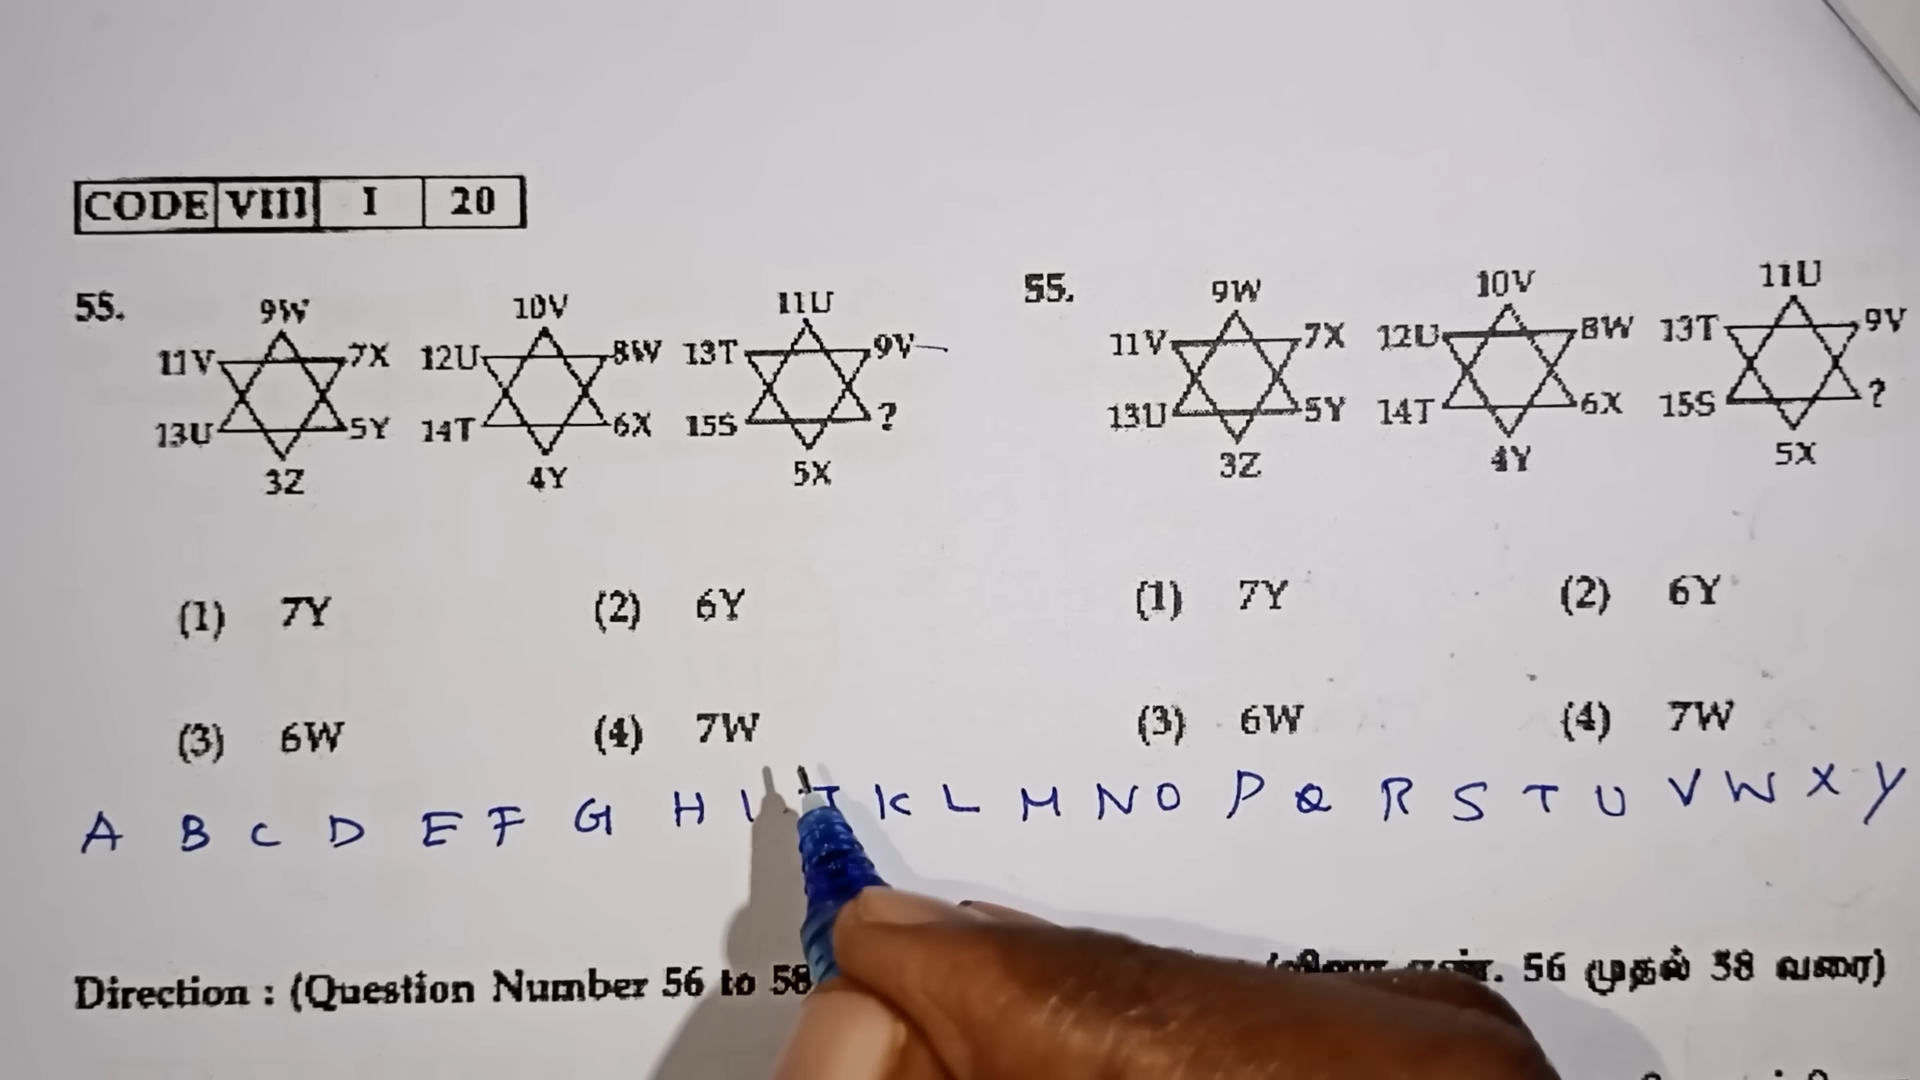 CODE VIII I 20
55.
9W 10V 11U
11V 7X 12U 8W 13T 9V
13U 5Y 14T 6X 15S ?
3Z 4Y 5X
(1) 7Y (2) 6Y
(3) 6W (4) 7W
55.
9W 10V 11U
11V 7X 12U 8W 13T 9V
13U 5Y 14T 6X 15S ?
3Z 4Y 5X
(1) 7Y (2) 6Y
(3) 6W (4) 7W
A B C D E F G H I J K L M N O P Q R S T U V W X Y
Direction : (Question Number 56 to 58
(வினா எண். 56 முதல் 58 வரை)